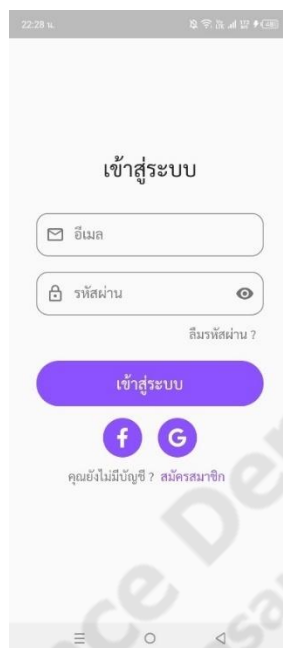 22:28 น.
เข้าสู่ระบบ
อีเมล
รหัสผ่าน
ลืมรหัสผ่าน ?
เข้าสู่ระบบ
f G
คุณยังไม่มีบัญชี ? สมัครสมาชิก